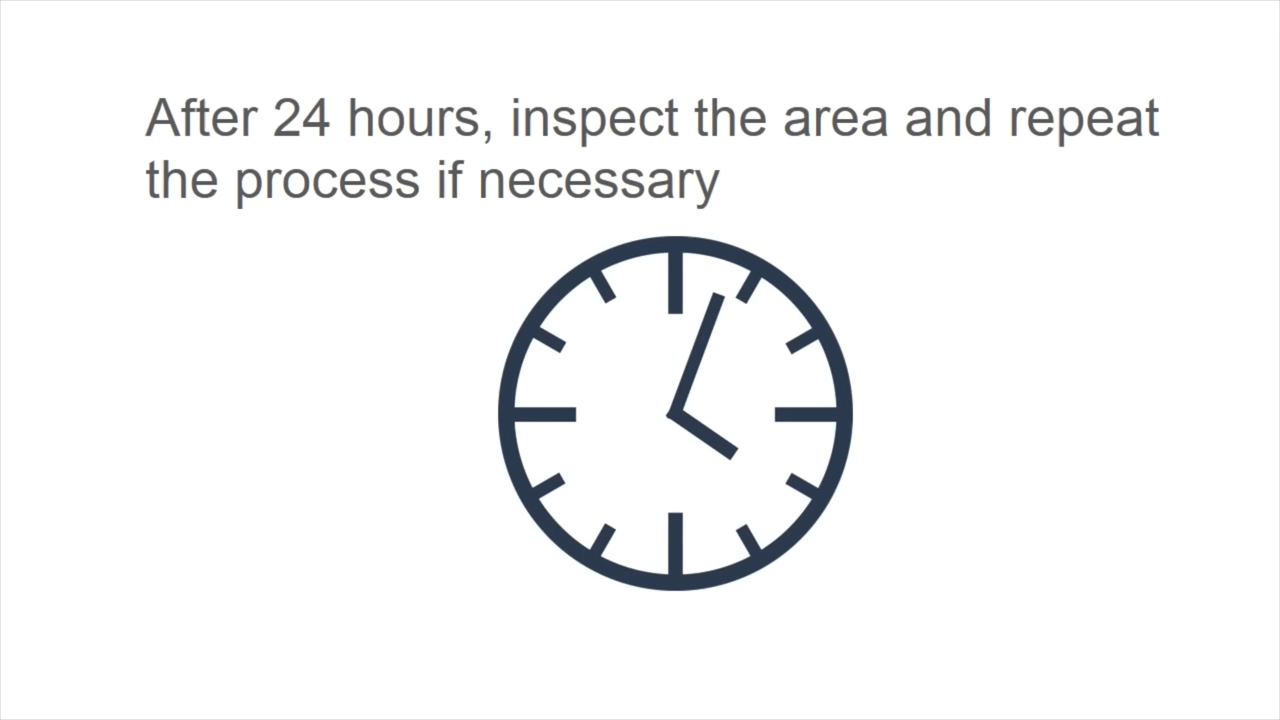 After 24 hours, inspect the area and repeat
the process if necessary